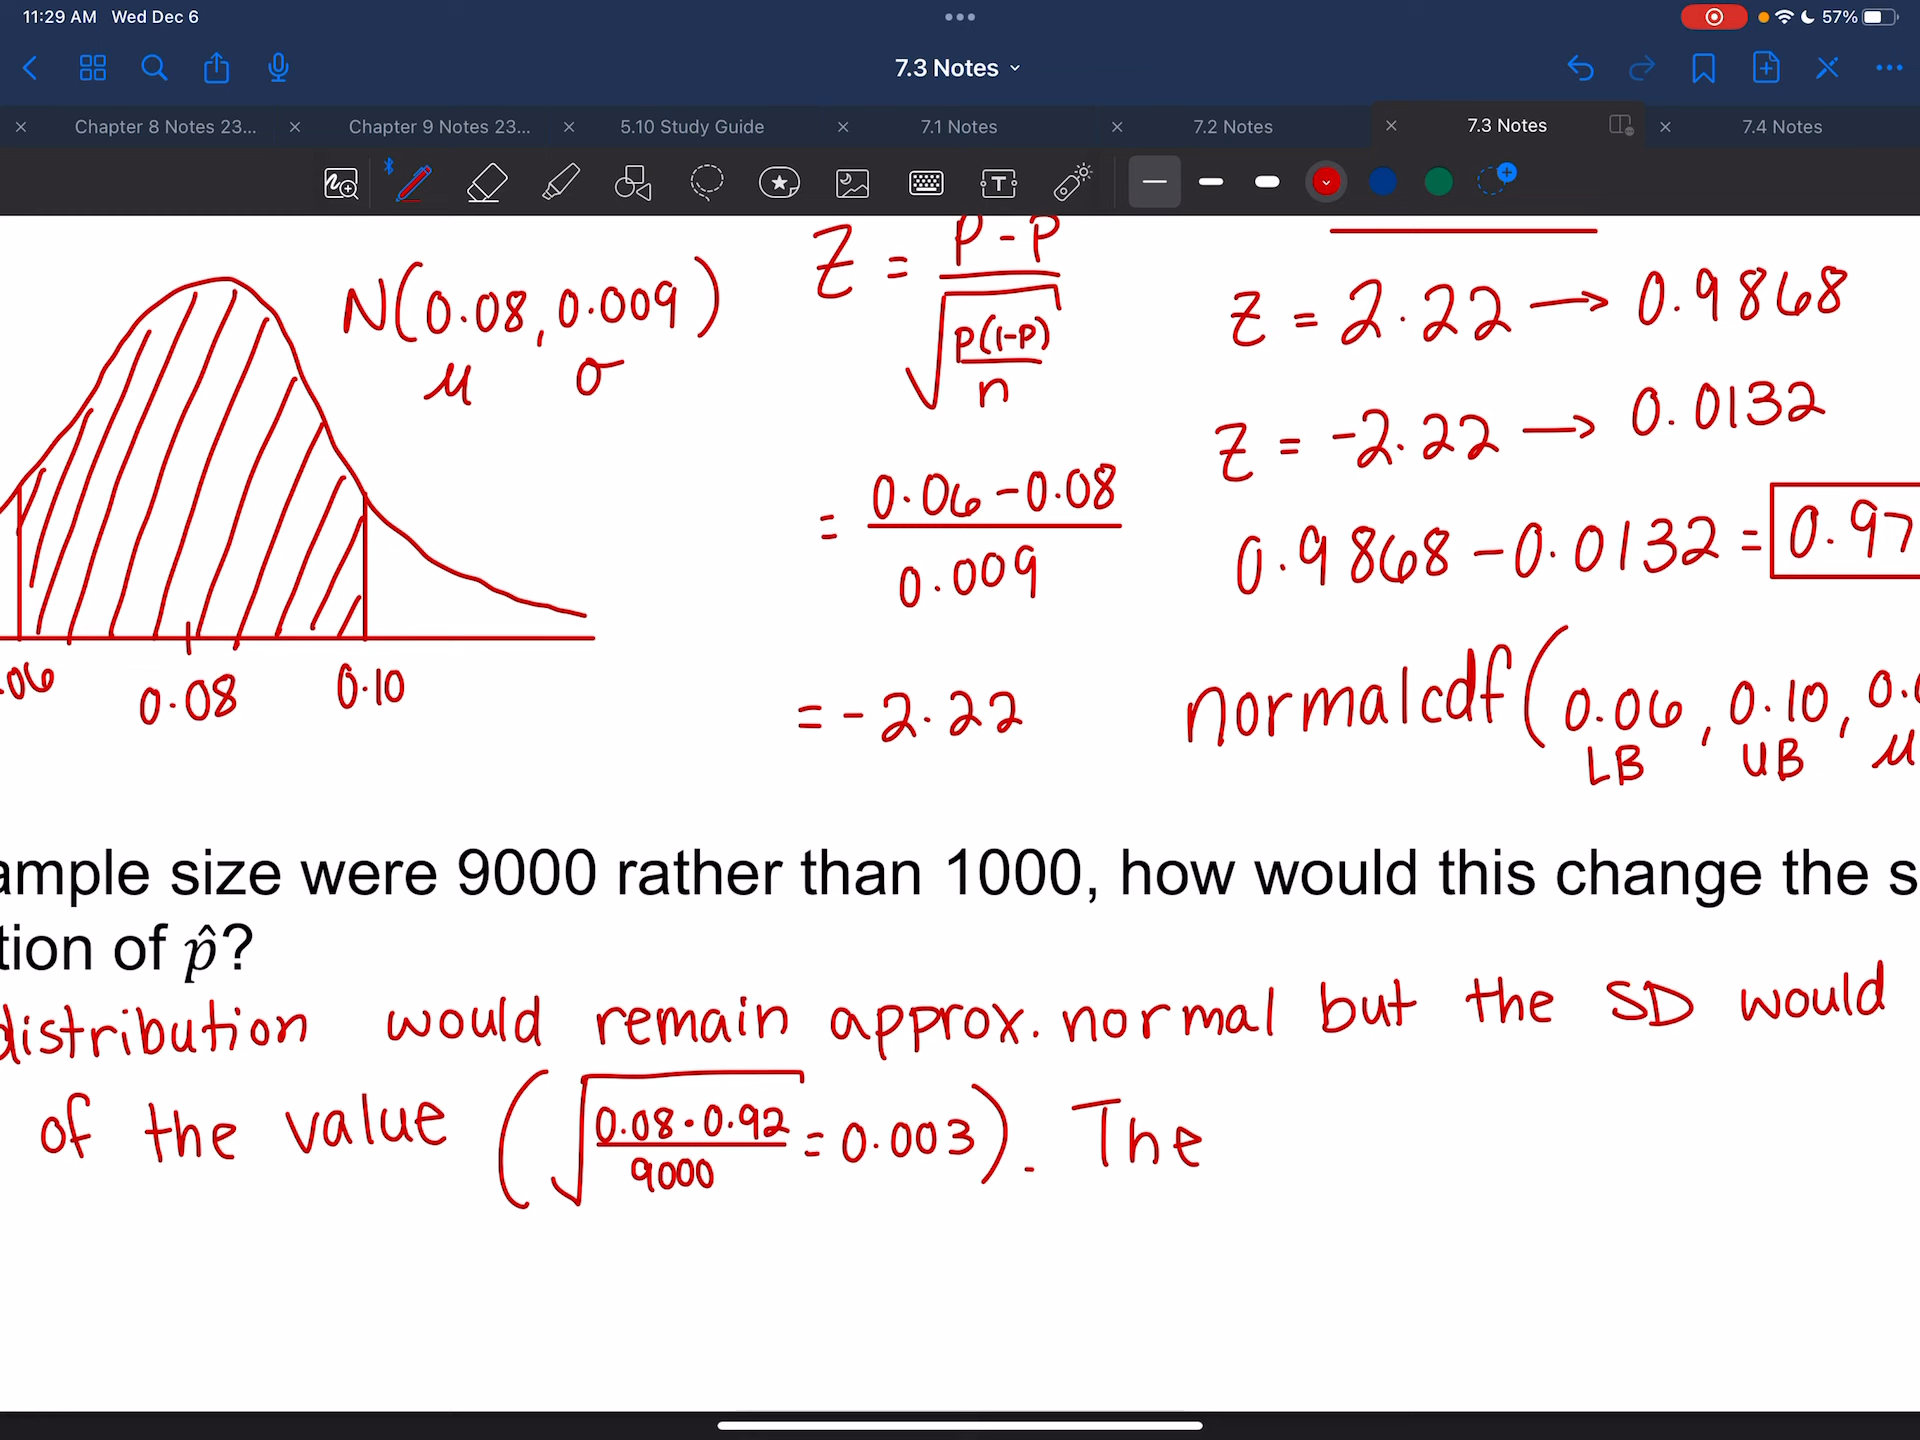 11:29 AM Wed Dec 6
57%
7.3 Notes
Chapter 8 Notes 23... Chapter 9 Notes 23... 5.10 Study Guide 7.1 Notes 7.2 Notes 7.3 Notes 7.4 Notes
N(0.08, 0.009)
μ σ
.06 0.08 0.10
Z = p - p / √(p(1-p)/n)
= 0.06 - 0.08 / 0.009
= -2.22
Z = 2.22 → 0.9868
Z = -2.22 → 0.0132
0.9868 - 0.0132 = 0.97
normalcdf(0.06, 0.10, 0.
LB UB μ
ample size were 9000 rather than 1000, how would this change the s
tion of p̂?
distribution would remain approx. normal but the SD would
of the value (√(0.08·0.92/9000) = 0.003). The